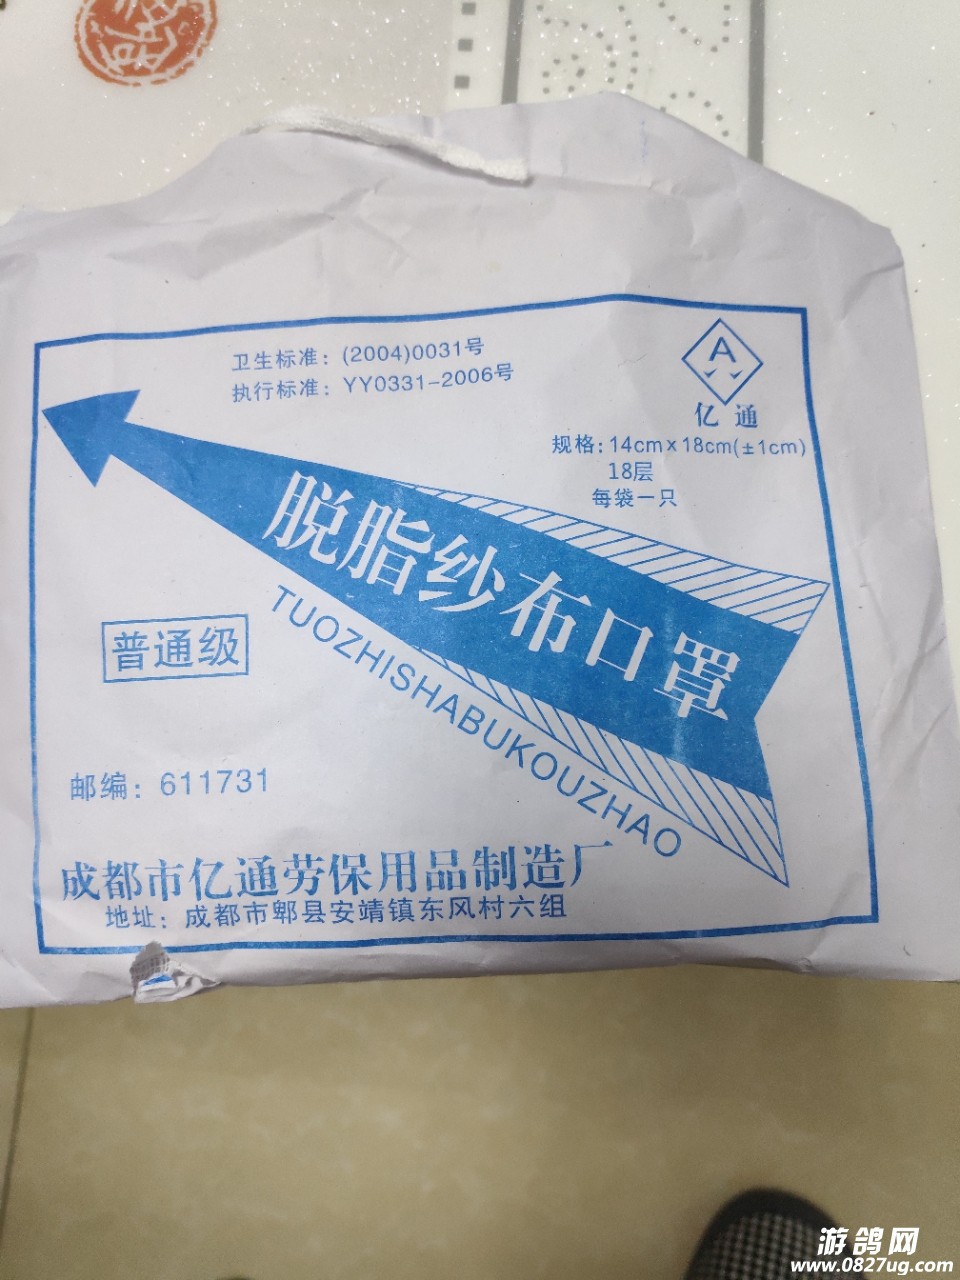 卫生标准：(2004)0031号
执行标准：YY0331-2006号
A
亿通
规格：14cm x 18cm(±1cm)
18层
每袋一只
脱脂纱布口罩
TUOZHISHABUKOUZHAO
普通级
邮编：611731
成都市亿通劳保用品制造厂
地址：成都市郫县安靖镇东风村六组
游鸽网
www.0827ug.com